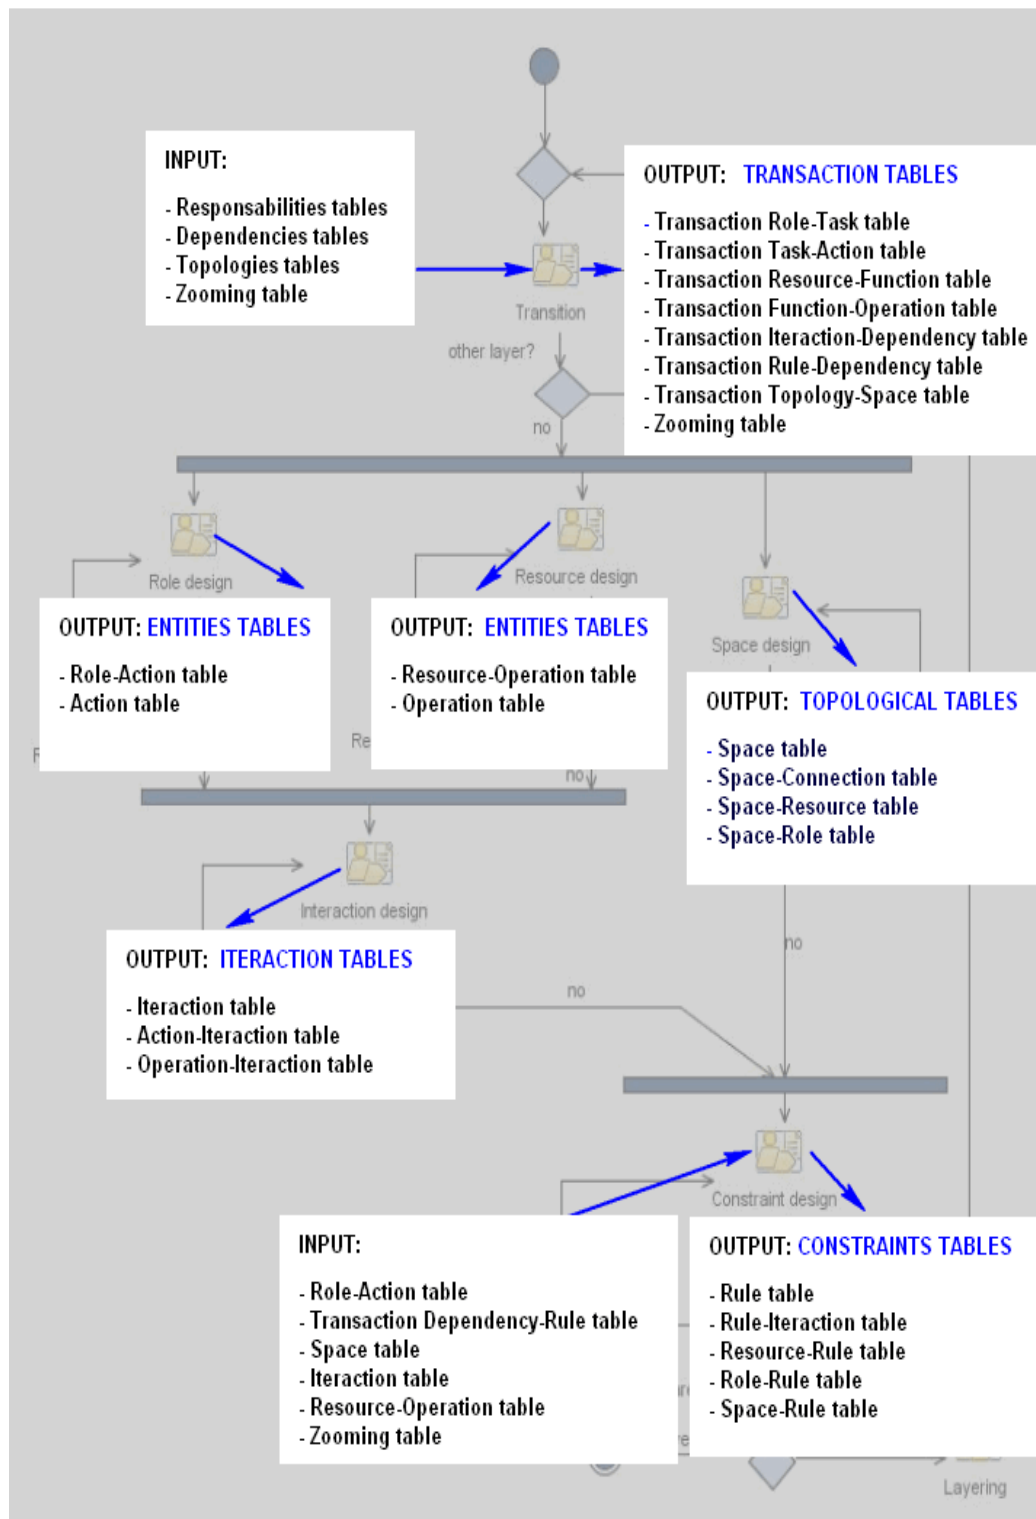 INPUT:
- Responsabilities tables
- Dependencies tables
- Topologies tables
- Zooming table
OUTPUT: TRANSACTION TABLES
- Transaction Role-Task table
- Transaction Task-Action table
- Transaction Resource-Function table
- Transaction Function-Operation table
- Transaction Iteraction-Dependency table
- Transaction Rule-Dependency table
- Transaction Topology-Space table
- Zooming table
Transition
other layer?
no
Role design
Resource design
Space design
OUTPUT: ENTITIES TABLES
- Role-Action table
- Action table
OUTPUT: ENTITIES TABLES
- Resource-Operation table
- Operation table
OUTPUT: TOPOLOGICAL TABLES
- Space table
- Space-Connection table
- Space-Resource table
- Space-Role table
no
Interaction design
no
OUTPUT: ITERACTION TABLES
- Iteraction table
- Action-Iteraction table
- Operation-Iteraction table
no
Constraint design
INPUT:
- Role-Action table
- Transaction Dependency-Rule table
- Space table
- Iteraction table
- Resource-Operation table
- Zooming table
OUTPUT: CONSTRAINTS TABLES
- Rule table
- Rule-Iteraction table
- Resource-Rule table
- Role-Rule table
- Space-Rule table
Layering